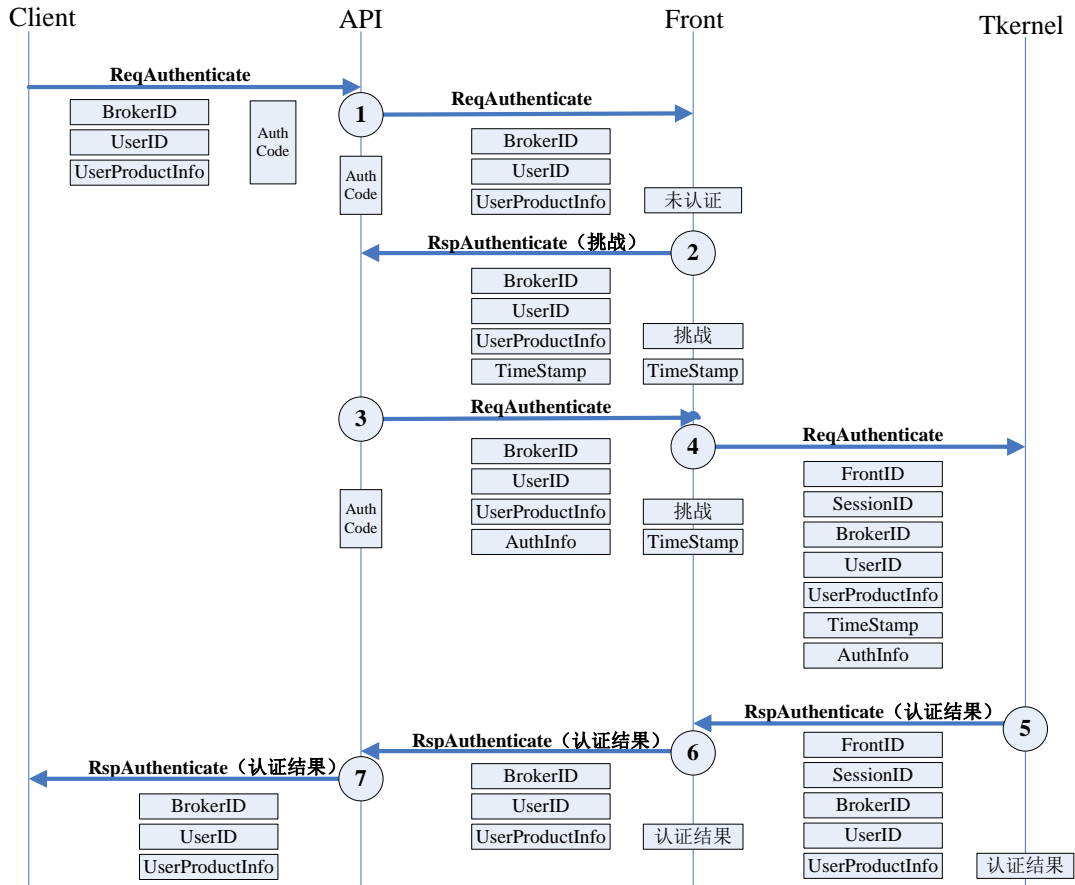 Client
API
Front
Tkernel
ReqAuthenticate
BrokerID
UserID
UserProductInfo
Auth
Code
1
Auth
Code
ReqAuthenticate
BrokerID
UserID
UserProductInfo
未认证
RspAuthenticate（挑战）
2
BrokerID
UserID
UserProductInfo
TimeStamp
挑战
TimeStamp
3
ReqAuthenticate
BrokerID
UserID
UserProductInfo
AuthInfo
Auth
Code
4
挑战
TimeStamp
ReqAuthenticate
FrontID
SessionID
BrokerID
UserID
UserProductInfo
TimeStamp
AuthInfo
RspAuthenticate（认证结果）
5
FrontID
SessionID
BrokerID
UserID
UserProductInfo
认证结果
RspAuthenticate（认证结果）
6
BrokerID
UserID
UserProductInfo
认证结果
RspAuthenticate（认证结果）
7
BrokerID
UserID
UserProductInfo